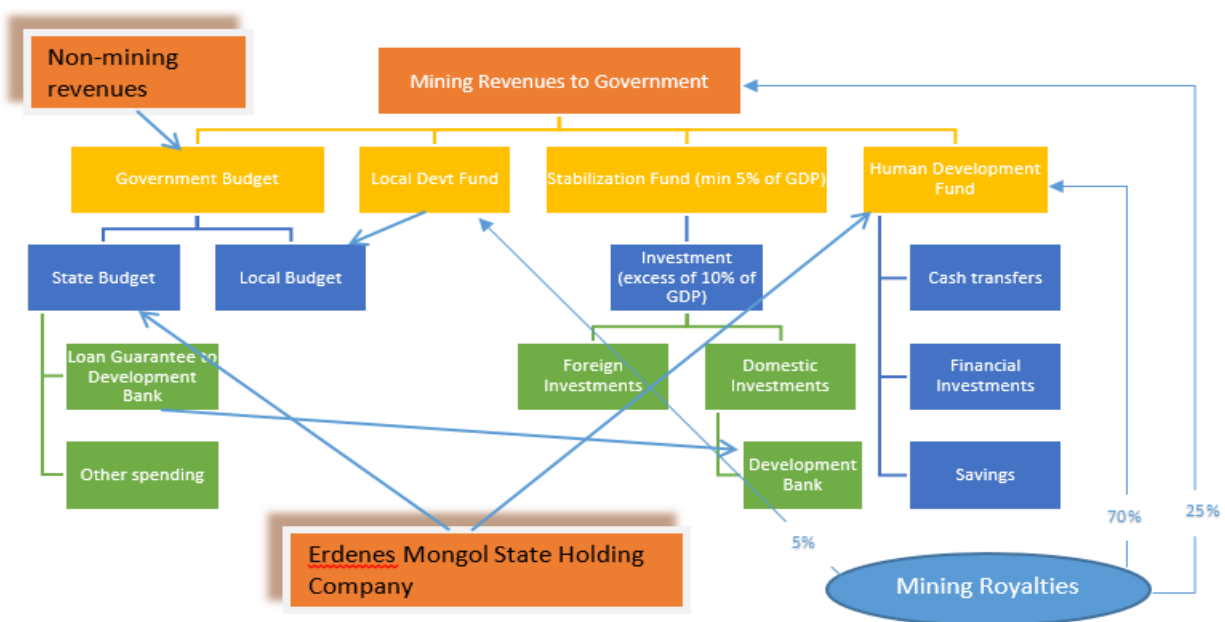 Non-mining
revenues
Mining Revenues to Government
Government Budget
Local Devt Fund
Stabilization Fund (min 5% of GDP)
Human Development
Fund
State Budget
Local Budget
Investment
(excess of 10% of
GDP)
Cash transfers
Loan Guarantee to
Development
Bank
Foreign
Investments
Domestic
Investments
Financial
Investments
Other spending
Development
Bank
Savings
70%
25%
5%
Erdenes Mongol State Holding
Company
Mining Royalties